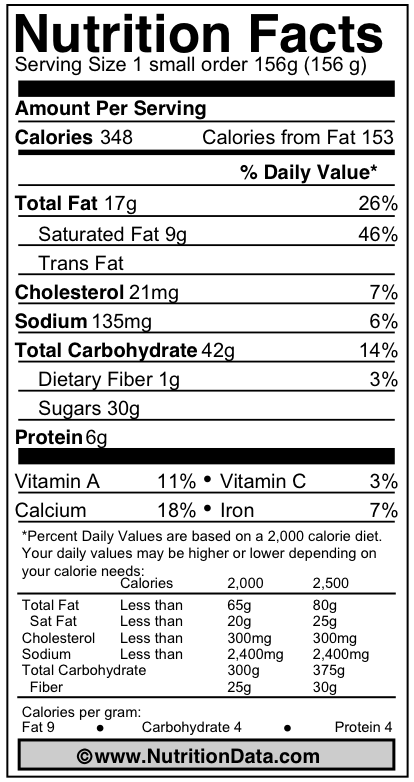 Nutrition Facts
Serving Size 1 small order 156g (156 g)
Amount Per Serving
Calories 348 Calories from Fat 153
% Daily Value*
Total Fat 17g 26%
Saturated Fat 9g 46%
Trans Fat
Cholesterol 21mg 7%
Sodium 135mg 6%
Total Carbohydrate 42g 14%
Dietary Fiber 1g 3%
Sugars 30g
Protein 6g
Vitamin A 11% • Vitamin C 3%
Calcium 18% • Iron 7%
*Percent Daily Values are based on a 2,000 calorie diet.
Your daily values may be higher or lower depending on
your calorie needs:
Calories 2,000 2,500
Total Fat Less than 65g 80g
Sat Fat Less than 20g 25g
Cholesterol Less than 300mg 300mg
Sodium Less than 2,400mg 2,400mg
Total Carbohydrate 300g 375g
Fiber 25g 30g
Calories per gram:
Fat 9 • Carbohydrate 4 • Protein 4
©www.NutritionData.com